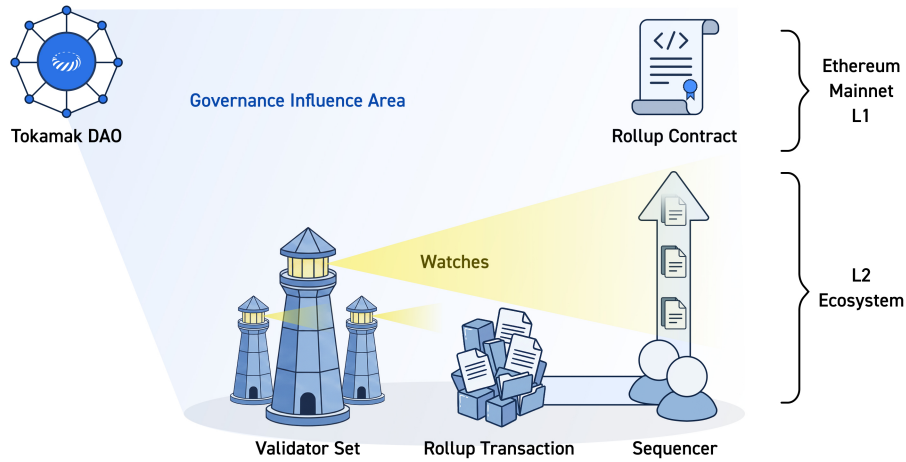 Tokamak DAO
Governance Influence Area
</>
Rollup Contract
Ethereum
Mainnet
L1
Watches
L2
Ecosystem
Validator Set
Rollup Transaction
Sequencer